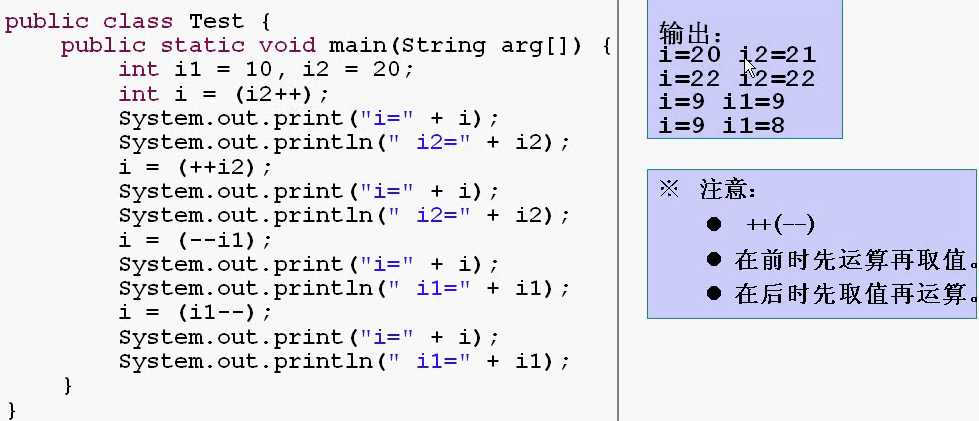 public class Test {
    public static void main(String arg[]) {
        int i1 = 10, i2 = 20;
        int i = (i2++);
        System.out.print("i=" + i);
        System.out.println(" i2=" + i2);
        i = (++i2);
        System.out.print("i=" + i);
        System.out.println(" i2=" + i2);
        i = (--i1);
        System.out.print("i=" + i);
        System.out.println(" i1=" + i1);
        i = (i1--);
        System.out.print("i=" + i);
        System.out.println(" i1=" + i1);
    }
}
输出:
i=20 i2=21
i=22 i2=22
i=9 i1=9
i=9 i1=8
※ 注意:
● ++(--)
● 在前时先运算再取值。
● 在后时先取值再运算。